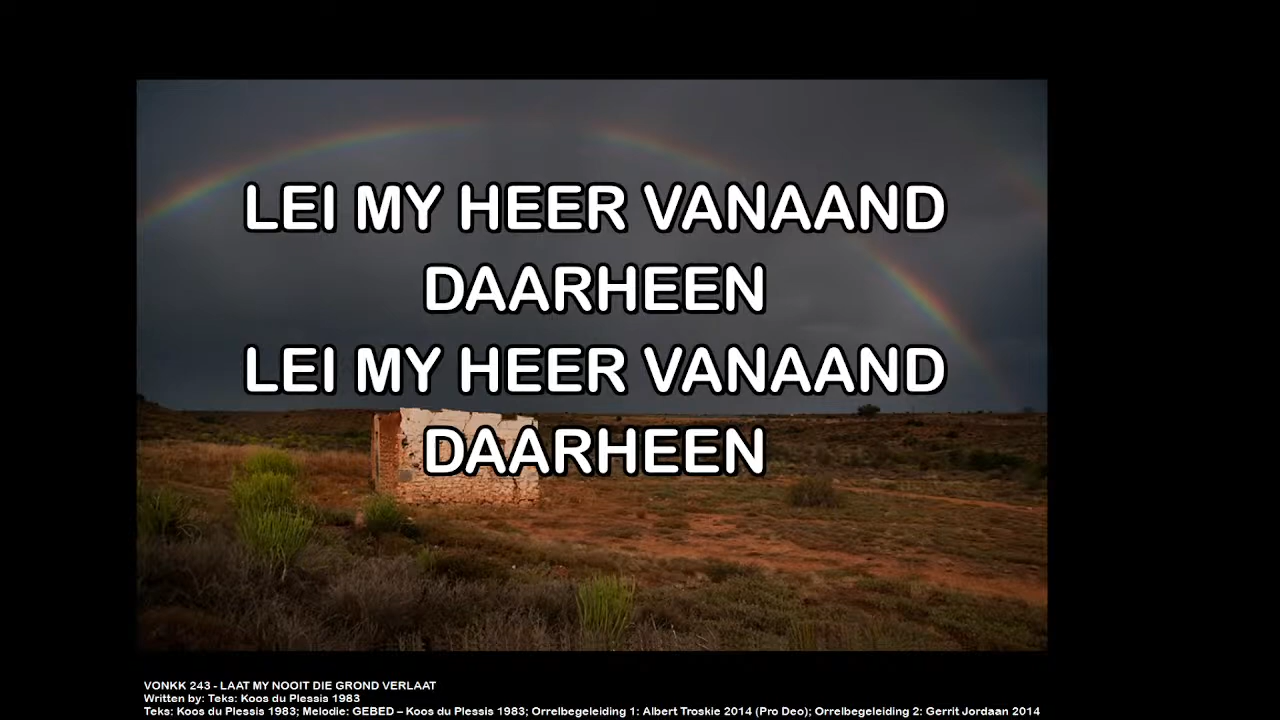 LEI MY HEER VANAAND
DAARHEEN
LEI MY HEER VANAAND
DAARHEEN
VONKK 243 - LAAT MY NOOIT DIE GROND VERLAAT
Written by: Teks: Koos du Plessis 1983
Teks: Koos du Plessis 1983; Melodie: GEBED – Koos du Plessis 1983; Orrelbegeleiding 1: Albert Troskie 2014 (Pro Deo); Orrelbegeleiding 2: Gerrit Jordaan 2014